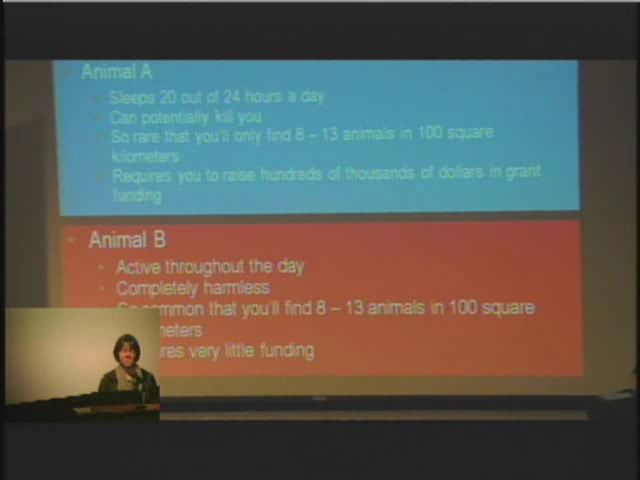 Animal A
Sleeps 20 out of 24 hours a day
Can potentially kill you
So rare that you'll only find 8 – 13 animals in 100 square
kilometers
Requires you to raise hundreds of thousands of dollars in grant
funding
Animal B
Active throughout the day
Completely harmless
So common that you'll find 8 – 13 animals in 100 square
meters
very little funding